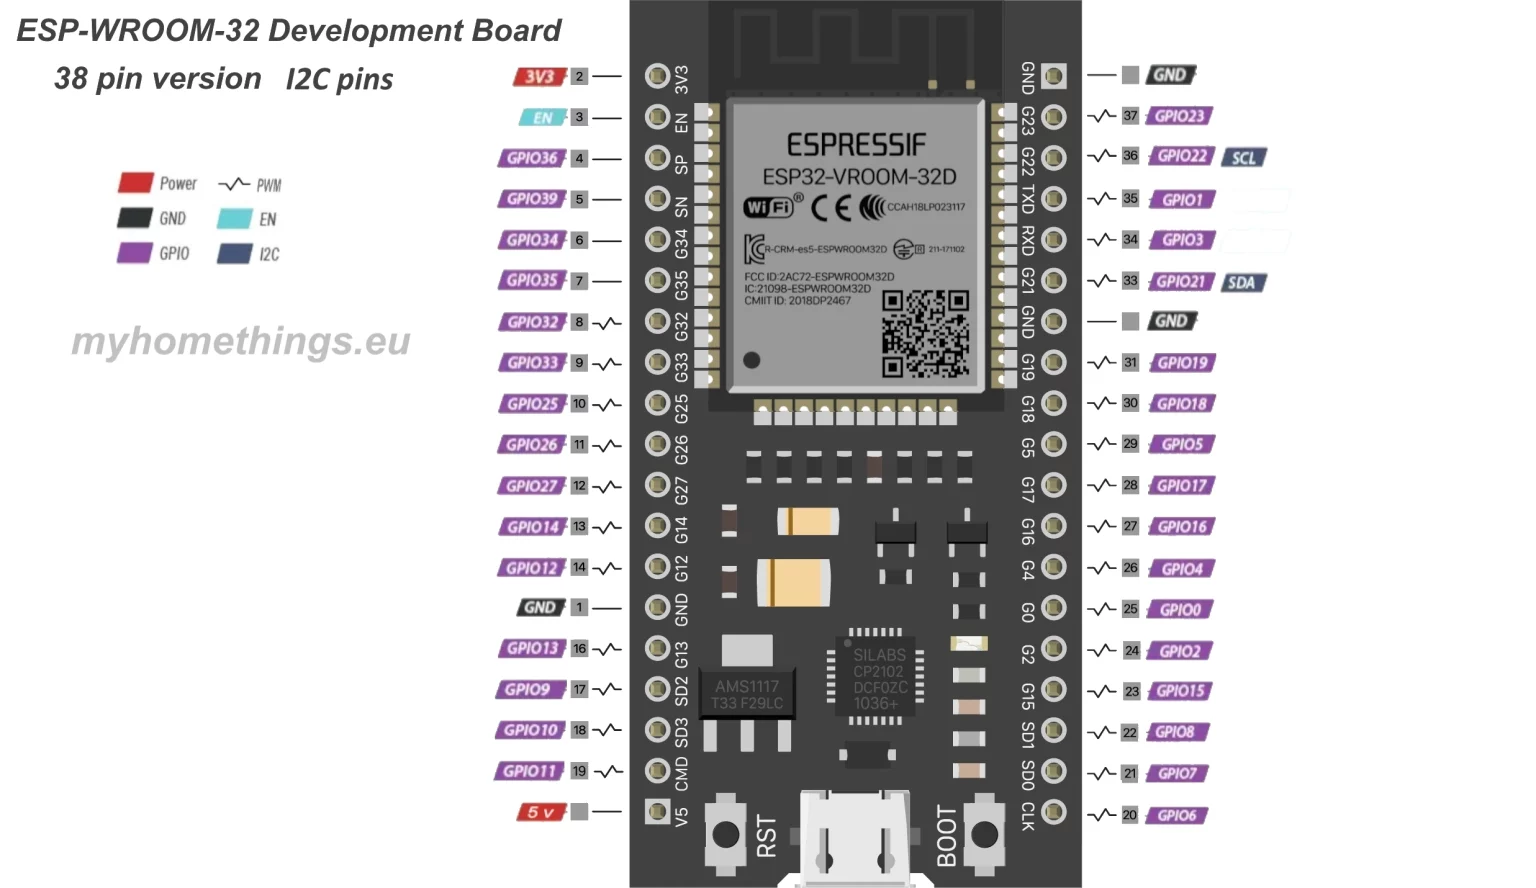 ESP-WROOM-32 Development Board
38 pin version I2C pins
Power PWM
GND EN
GPIO I2C
myhomethings.eu
3V3 2
EN 3
GPIO36 4
GPIO39 5
GPIO34 6
GPIO35 7
GPIO32 8
GPIO33 9
GPIO25 10
GPIO26 11
GPIO27 12
GPIO14 13
GPIO12 14
GND 1
GPIO13 16
GPIO9 17
GPIO10 18
GPIO11 19
5 v
3V3
EN
SP
SN
G34
G35
G32
G33
G25
G26
G27
G14
G12
GND
G13
SD2
SD3
CMD
V5
ESPRESSIF
ESP32-VROOM-32D
WiFi ® CE CCAH18LP023117
R-CRM-es5-ESPWROOM32D R 211-171102
FCC ID:2AC72-ESPWROOM32D
IC:21098-ESPWROOM32D
CMIIT ID: 2018DP2467
AMS1117
T33 F29LC
SILABS
CP2102
DCF0ZC
1036+
RST
BOOT
GND
G23
G22
TXD
RXD
G21
GND
G19
G18
G5
G17
G16
G4
G0
G2
G15
SD1
SD0
CLK
GND
37 GPIO23
36 GPIO22 SCL
35 GPIO1
34 GPIO3
33 GPIO21 SDA
GND
31 GPIO19
30 GPIO18
29 GPIO5
28 GPIO17
27 GPIO16
26 GPIO4
25 GPIO0
24 GPIO2
23 GPIO15
22 GPIO8
21 GPIO7
20 GPIO6